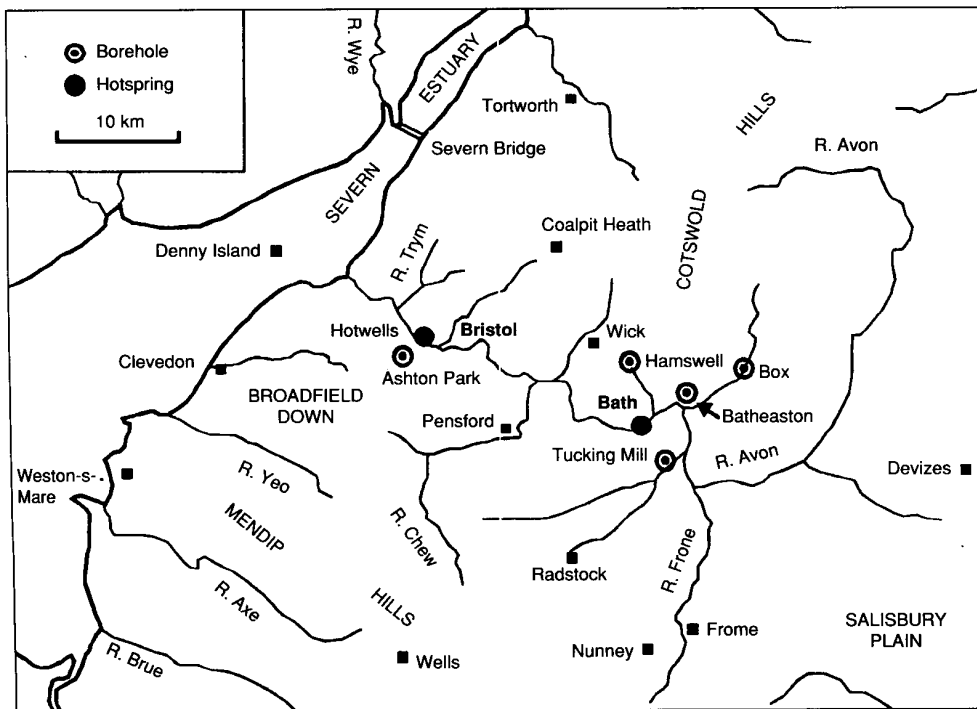 Borehole
Hotspring
10 km
R. Wye
ESTUARY
Tortworth
HILLS
R. Avon
Severn Bridge
SEVERN
Denny Island
R. Trym
Coalpit Heath
COTSWOLD
Hotwells
Bristol
Wick
Hamswell
Box
Clevedon
Ashton Park
BROADFIELD
DOWN
Bath
Batheaston
Pensford
Tucking Mill
R. Avon
Devizes
Weston-s-
Mare
R. Yeo
MENDIP
R. Chew
Radstock
R. Frone
R. Axe
HILLS
SALISBURY
PLAIN
Nunney
Frome
R. Brue
Wells